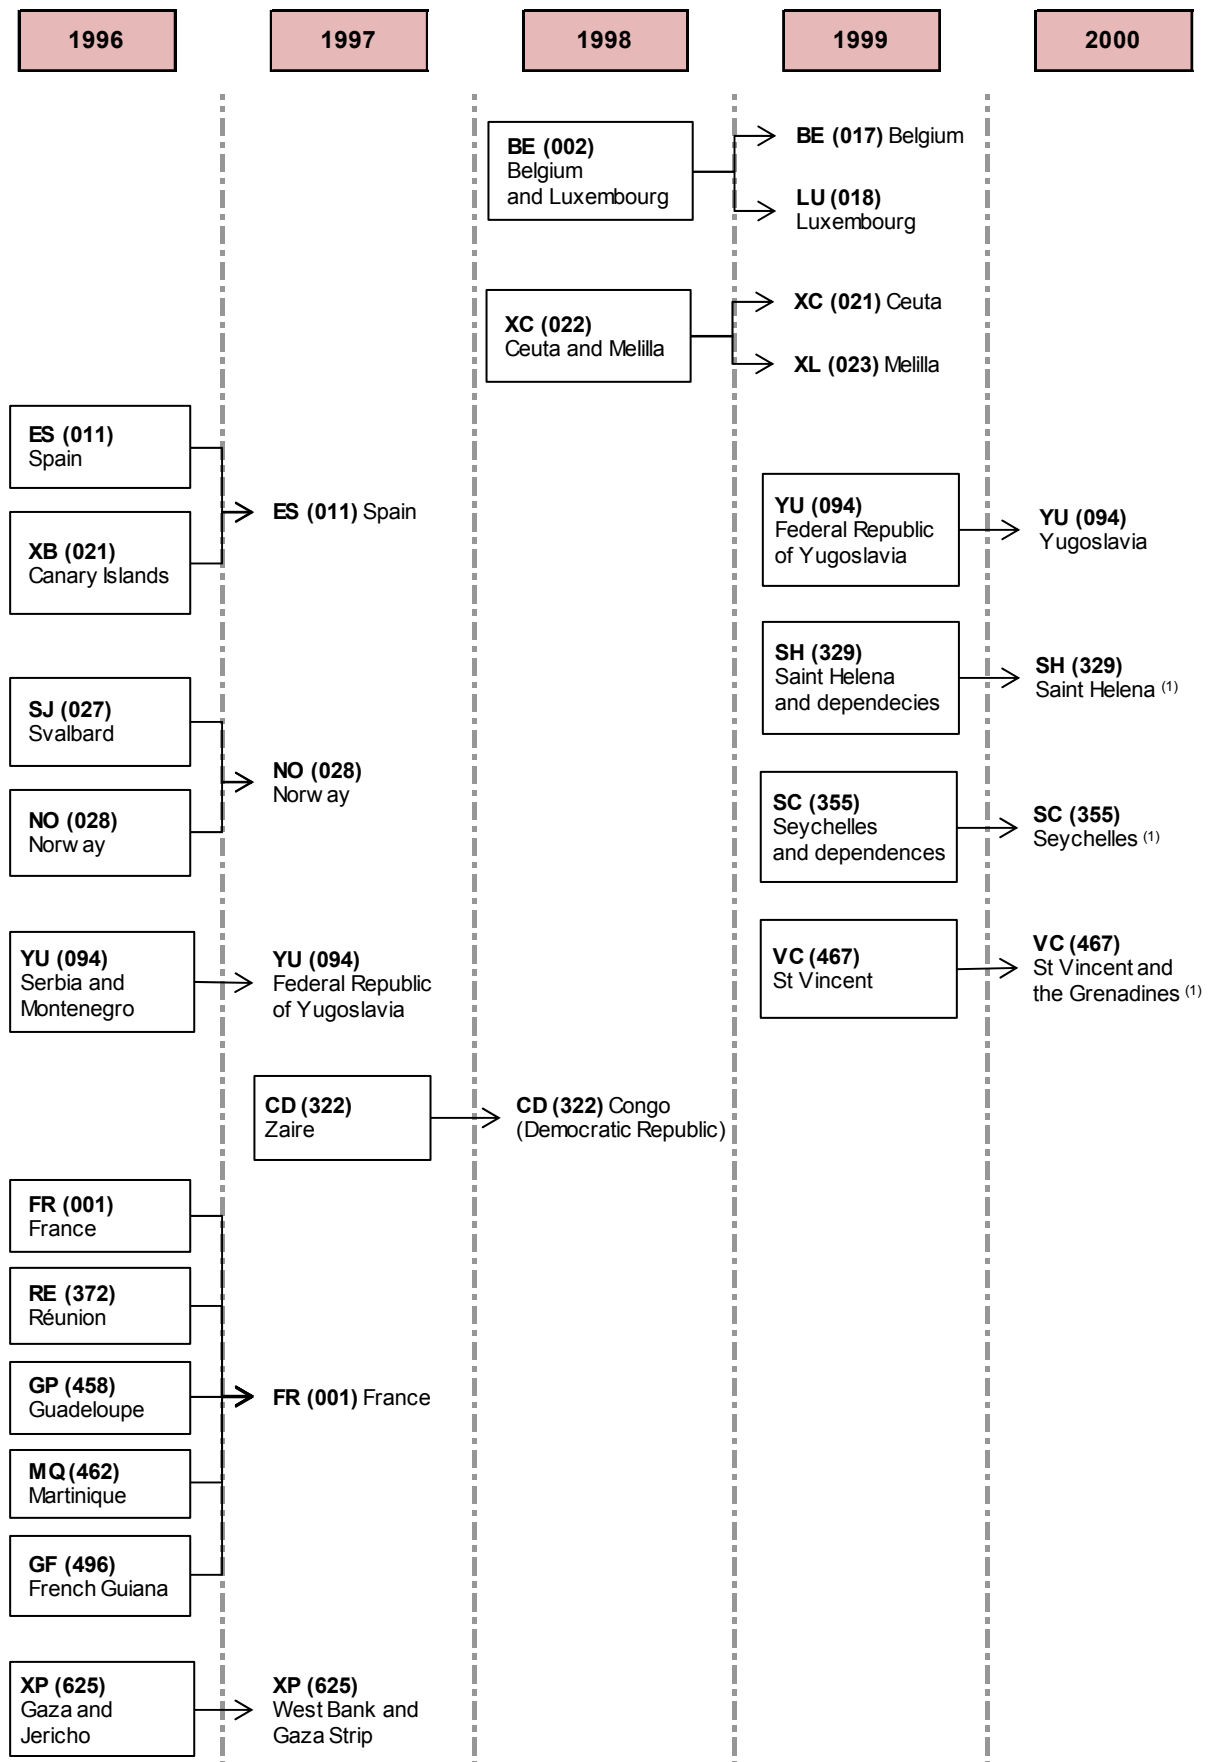 1996
1997
1998
1999
2000
BE (002)
Belgium
and Luxembourg
BE (017) Belgium
LU (018)
Luxembourg
XC (022)
Ceuta and Melilla
XC (021) Ceuta
XL (023) Melilla
ES (011)
Spain
XB (021)
Canary Islands
ES (011) Spain
YU (094)
Federal Republic
of Yugoslavia
YU (094)
Yugoslavia
SH (329)
Saint Helena
and dependecies
SH (329)
Saint Helena (1)
SJ (027)
Svalbard
NO (028)
Norway
NO (028)
Norway
SC (355)
Seychelles
and dependences
SC (355)
Seychelles (1)
YU (094)
Serbia and
Montenegro
YU (094)
Federal Republic
of Yugoslavia
VC (467)
St Vincent
VC (467)
St Vincent and
the Grenadines (1)
CD (322)
Zaire
CD (322) Congo
(Democratic Republic)
FR (001)
France
RE (372)
Réunion
GP (458)
Guadeloupe
MQ (462)
Martinique
GF (496)
French Guiana
FR (001) France
XP (625)
Gaza and
Jericho
XP (625)
West Bank and
Gaza Strip